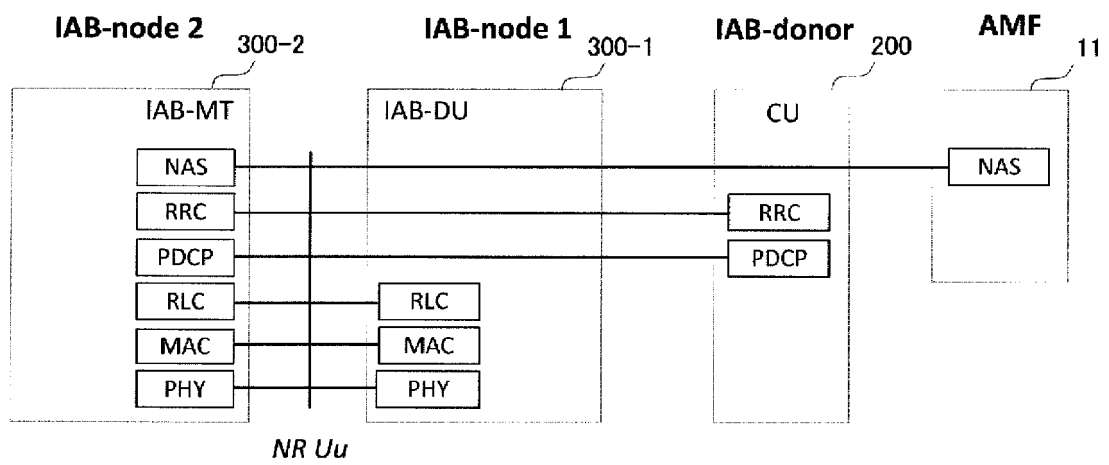 IAB-node 2 IAB-node 1 IAB-donor AMF
300-2 300-1 200 11
IAB-MT IAB-DU CU
NAS NAS
RRC RRC
PDCP PDCP
RLC RLC
MAC MAC
PHY PHY
NR Uu